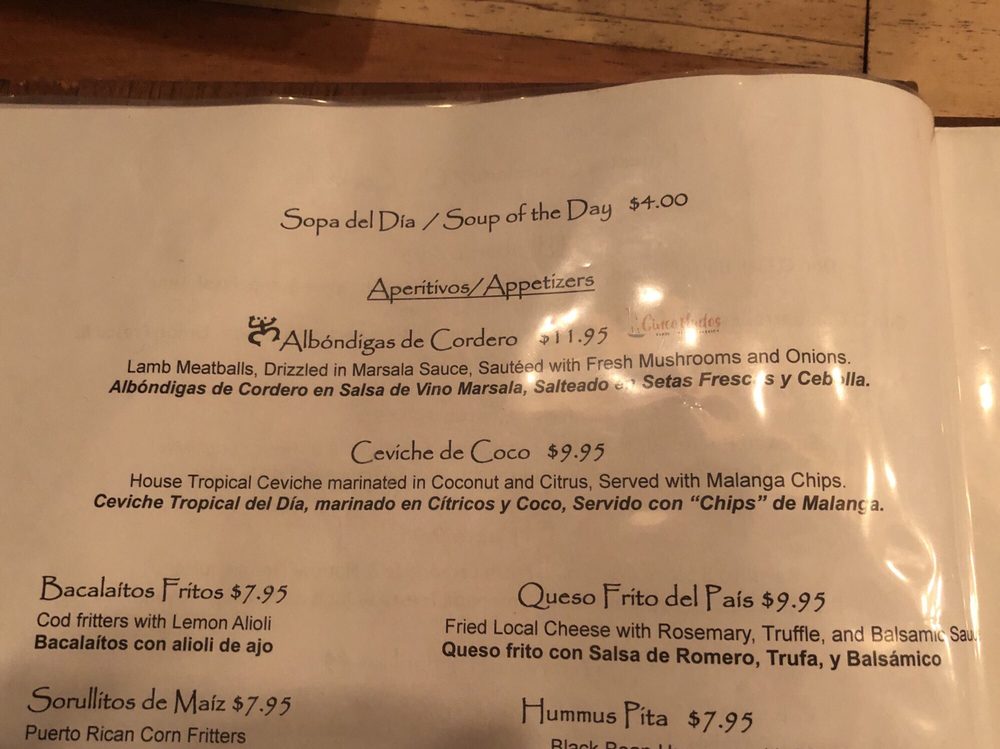 Sopa del Día / Soup of the Day $4.00
Aperitivos/Appetizers
Albóndigas de Cordero $11.95
Lamb Meatballs, Drizzled in Marsala Sauce, Sautéed with Fresh Mushrooms and Onions.
Albóndigas de Cordero en Salsa de Vino Marsala, Salteado en Setas Frescas y Cebolla.
Ceviche de Coco $9.95
House Tropical Ceviche marinated in Coconut and Citrus, Served with Malanga Chips.
Ceviche Tropical del Día, marinado en Cítricos y Coco, Servido con “Chips” de Malanga.
Bacalaítos Fritos $7.95
Cod fritters with Lemon Alioli
Bacalaítos con alioli de ajo
Queso Frito del País $9.95
Fried Local Cheese with Rosemary, Truffle, and Balsamic
Queso frito con Salsa de Romero, Trufa, y Balsámico
Sorullitos de Maíz $7.95
Puerto Rican Corn Fritters
Hummus Pita $7.95
Black Bean